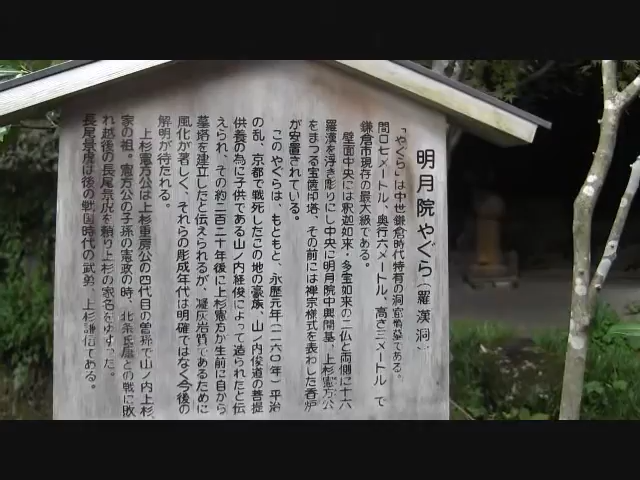 明月院やぐら(羅漢洞)
「やぐら」は中世鎌倉時代特有の洞窟墳墓である。
間口七メートル、奥行六メートル、高さ三メートルで
鎌倉市現存の最大級である。
壁面中央には釈迦如来・多宝如来の二仏と両側に十六
羅漢を浮き彫りにし中央に明月院中興開基、上杉憲方公
をまつる宝篋印塔、その前には禅宗様式を表わした香炉
が安置されている。
このやぐらは、もともと、永暦元年(一一六〇年)平治
の乱、京都で戦死したこの地の豪族、山ノ内俊道の菩提
供養の為に子供である山ノ内経俊によって造られたと伝
えられ、その約二百二十年後に上杉憲方が生前に自から
墓塔を建立したと伝えられるが、凝灰岩質であるために
風化が著しく、それらの彫成年代は明確ではなく今後の
解明が待たれる。
上杉憲方公は上杉重房公の四代目の曽孫で山ノ内上杉
家の祖。憲方公の子孫の憲政の時、北条氏康との戦に敗
れ越後の長尾景虎を頼り上杉の家名をゆずった。
長尾景虎は後の戦国時代の武将、上杉謙信である。